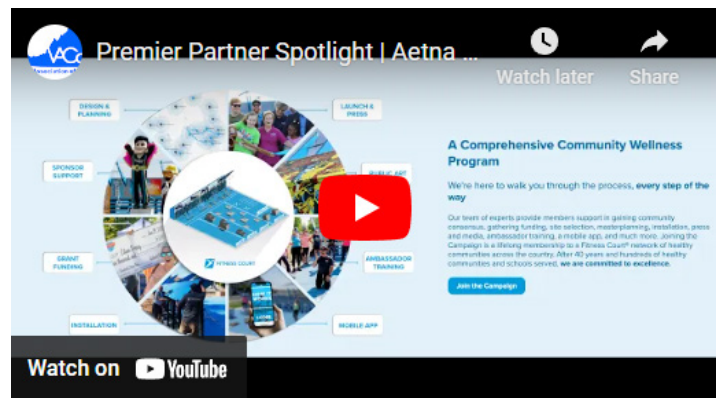 VACo
Premier Partner Spotlight | Aetna ...
Watch later
Share
DESIGN &
PLANNING
LAUNCH &
PRESS
SPONSOR
SUPPORT
PUBLIC ART
GRANT
FUNDING
FITNESS COURT
AMBASSADOR
TRAINING
INSTALLATION
MOBILE APP
A Comprehensive Community Wellness
Program
We're here to walk you through the process, every step of the
way
Our team of experts provide members support in gaining community
consensus, gathering funding, site selection, masterplanning, installation, press
and media, ambassador training, a mobile app, and much more. Joining the
Campaign is a lifelong membership to a Fitness Court® network of healthy
communities across the country. After 40 years and hundreds of healthy
communities and schools served, we are committed to excellence.
Join the Campaign
Watch on YouTube